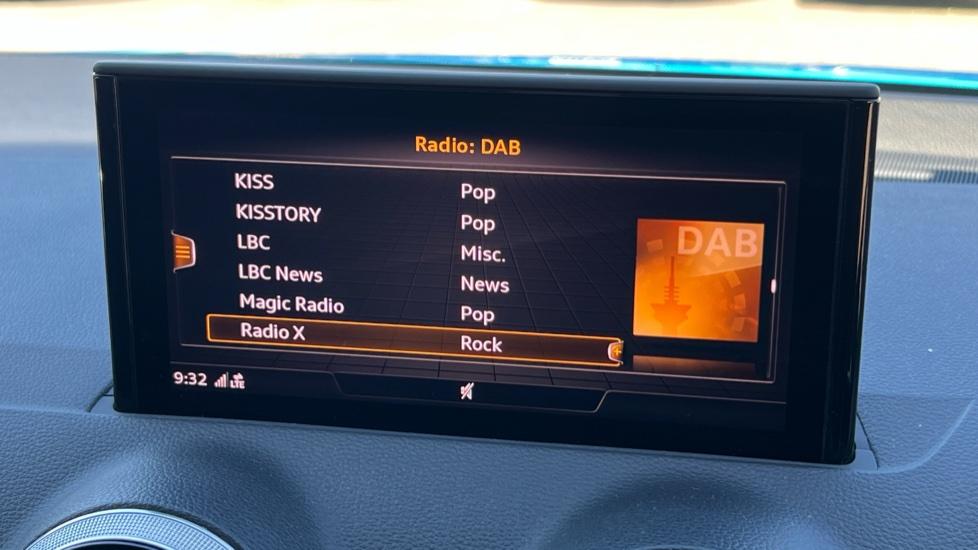 Radio: DAB
KISS Pop
KISSTORY Pop
LBC Misc.
LBC News News
Magic Radio Pop
Radio X Rock
DAB
9:32 LTE